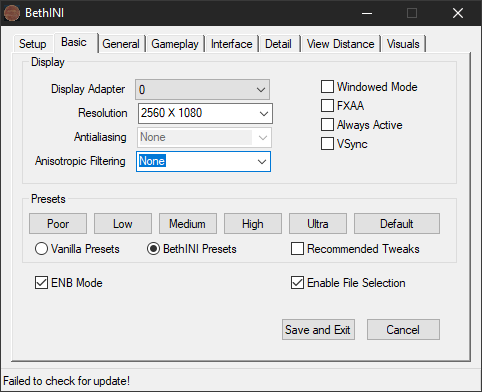 BethINI
Setup Basic General Gameplay Interface Detail View Distance Visuals
Display
Display Adapter 0 Windowed Mode
Resolution 2560 X 1080 FXAA
Antialiasing None Always Active
Anisotropic Filtering None VSync
Presets
Poor Low Medium High Ultra Default
Vanilla Presets BethINI Presets Recommended Tweaks
ENB Mode Enable File Selection
Save and Exit Cancel
Failed to check for update!